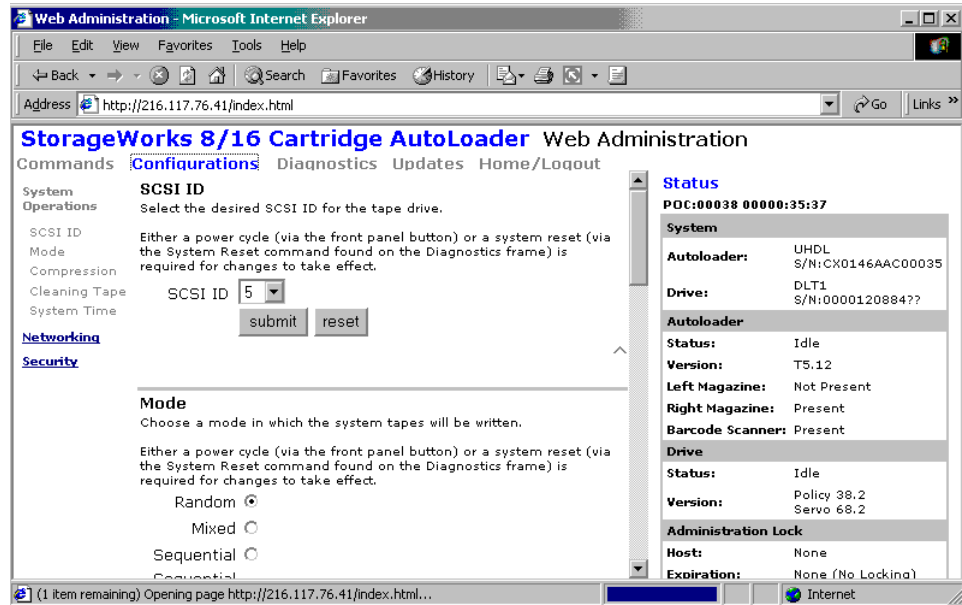 Web Administration - Microsoft Internet Explorer
File Edit View Favorites Tools Help
Back Search Favorites History
Address http://216.117.76.41/index.html Go Links »
StorageWorks 8/16 Cartridge AutoLoader Web Administration
Commands Configurations Diagnostics Updates Home/Logout
System
Operations
SCSI ID
Mode
Compression
Cleaning Tape
System Time
Networking
Security
SCSI ID
Select the desired SCSI ID for the tape drive.
Either a power cycle (via the front panel button) or a system reset (via
the System Reset command found on the Diagnostics frame) is
required for changes to take effect.
SCSI ID 5
submit reset
Mode
Choose a mode in which the system tapes will be written.
Either a power cycle (via the front panel button) or a system reset (via
the System Reset command found on the Diagnostics frame) is
required for changes to take effect.
Random
Mixed
Sequential
Sequential
Status
POC:00038 00000:35:37
System
Autoloader: UHDL
S/N:CX0146AAC00035
Drive: DLT1
S/N:0000120884??
Autoloader
Status: Idle
Version: T5.12
Left Magazine: Not Present
Right Magazine: Present
Barcode Scanner: Present
Drive
Status: Idle
Version: Policy 38.2
Servo 68.2
Administration Lock
Host: None
Expiration: None (No Locking)
(1 item remaining) Opening page http://216.117.76.41/index.html... Internet